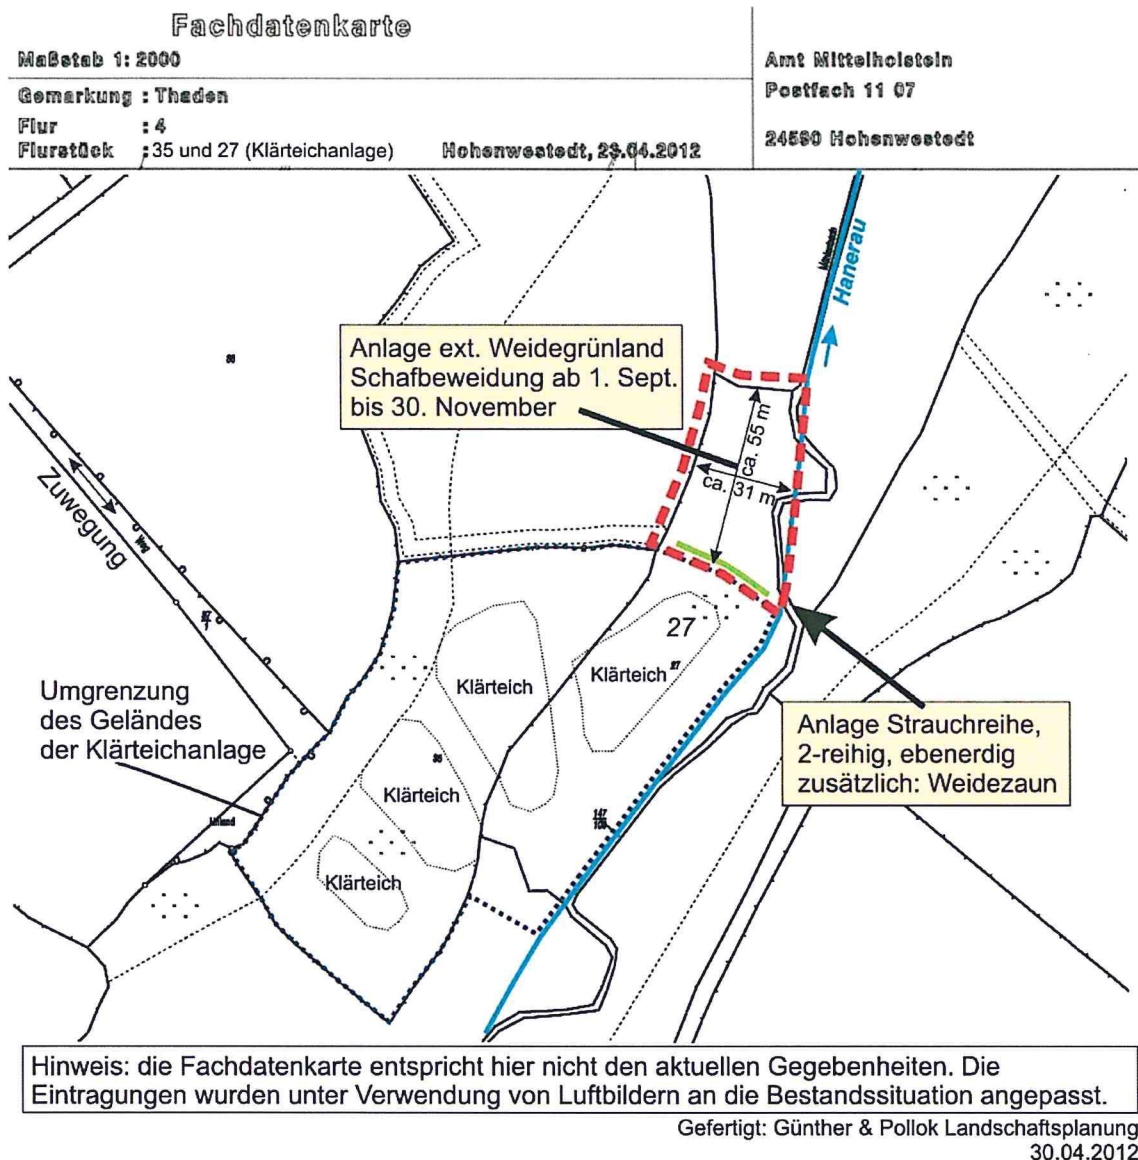 Fachdatenkarte
Maßstab 1: 2000
Gemarkung : Thaden
Flur : 4
Flurstück : 35 und 27 (Klärteichanlage) Hohenwestedt, 23.04.2012
Amt Mittelholstein
Postfach 11 07
24590 Hohenwestedt
Hanerau
Anlage ext. Weidegrünland
Schafbeweidung ab 1. Sept.
bis 30. November
ca. 55 m
ca. 31 m
Zuwegung
Weg
27
Klärteich
27
Klärteich
Umgrenzung
des Geländes
der Klärteichanlage
Klärteich
35
Klärteich
147
Anlage Strauchreihe,
2-reihig, ebenerdig
zusätzlich: Weidezaun
Hinweis: die Fachdatenkarte entspricht hier nicht den aktuellen Gegebenheiten. Die
Eintragungen wurden unter Verwendung von Luftbildern an die Bestandssituation angepasst.
Gefertigt: Günther & Pollok Landschaftsplanung
30.04.2012